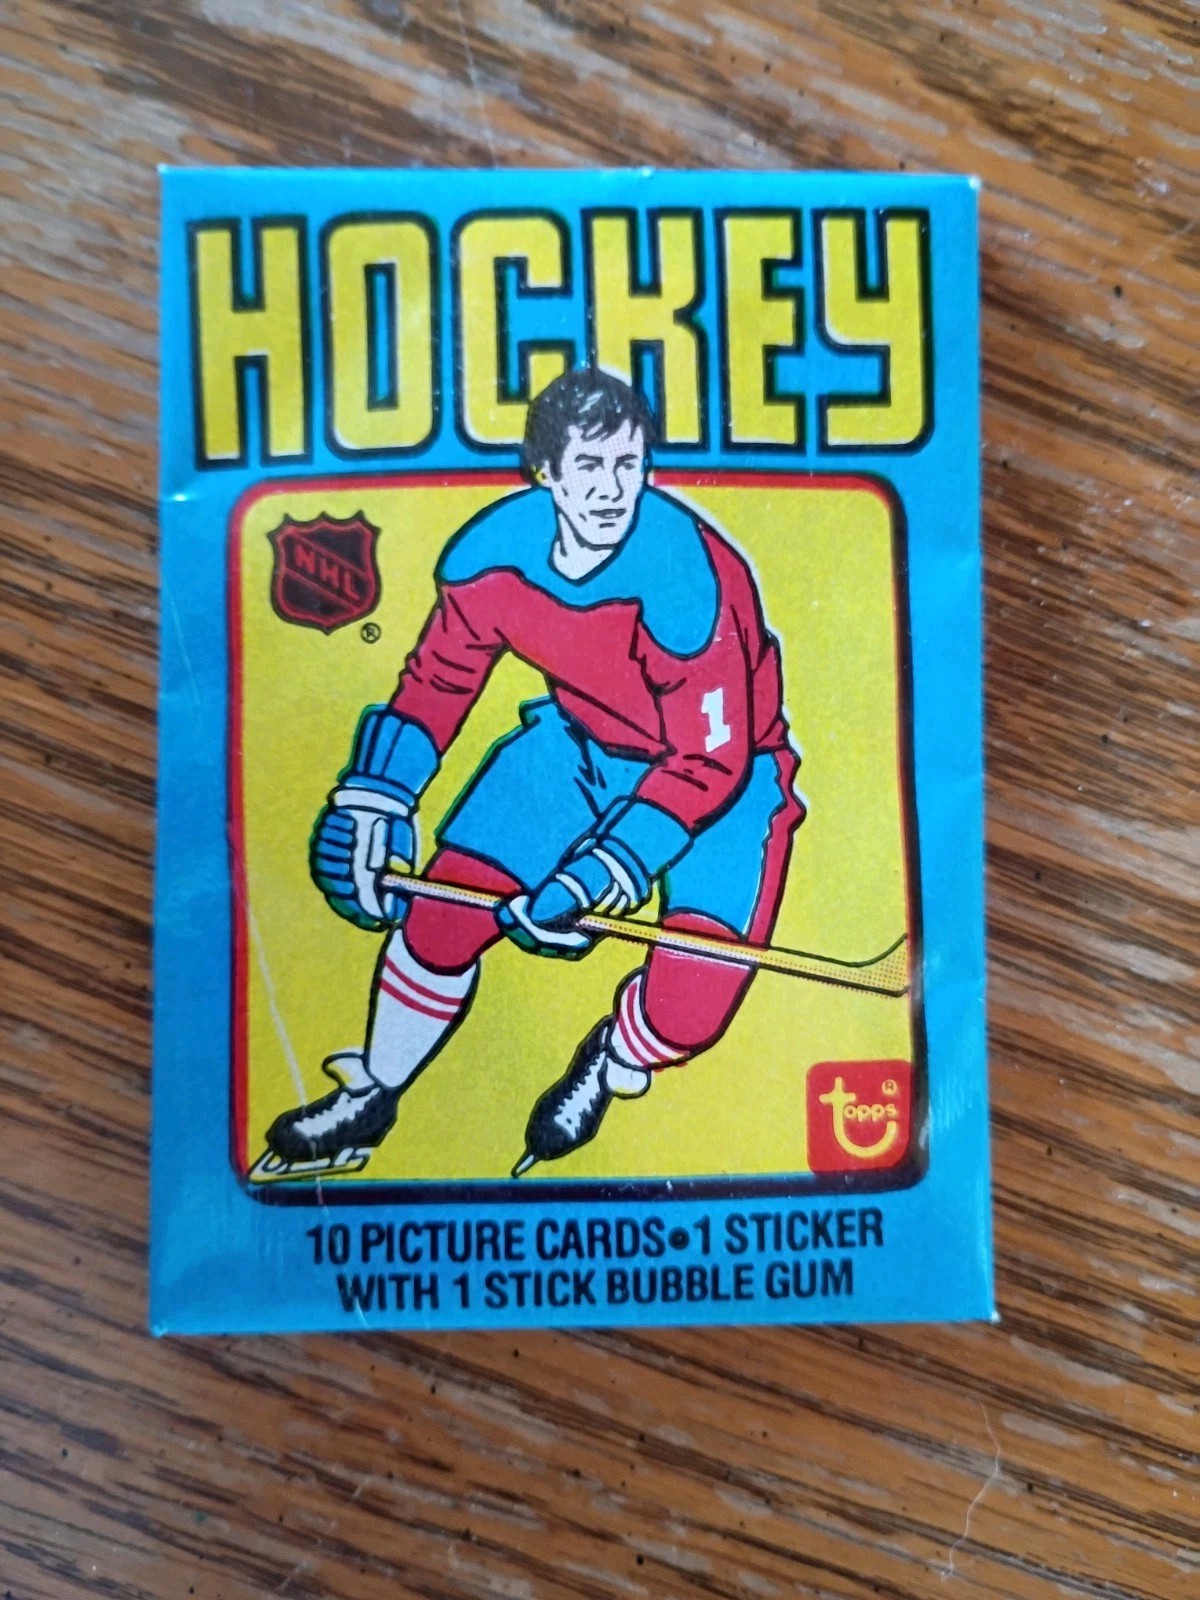 HOCKEY
NHL
®
1
topps ®
10 PICTURE CARDS • 1 STICKER
WITH 1 STICK BUBBLE GUM